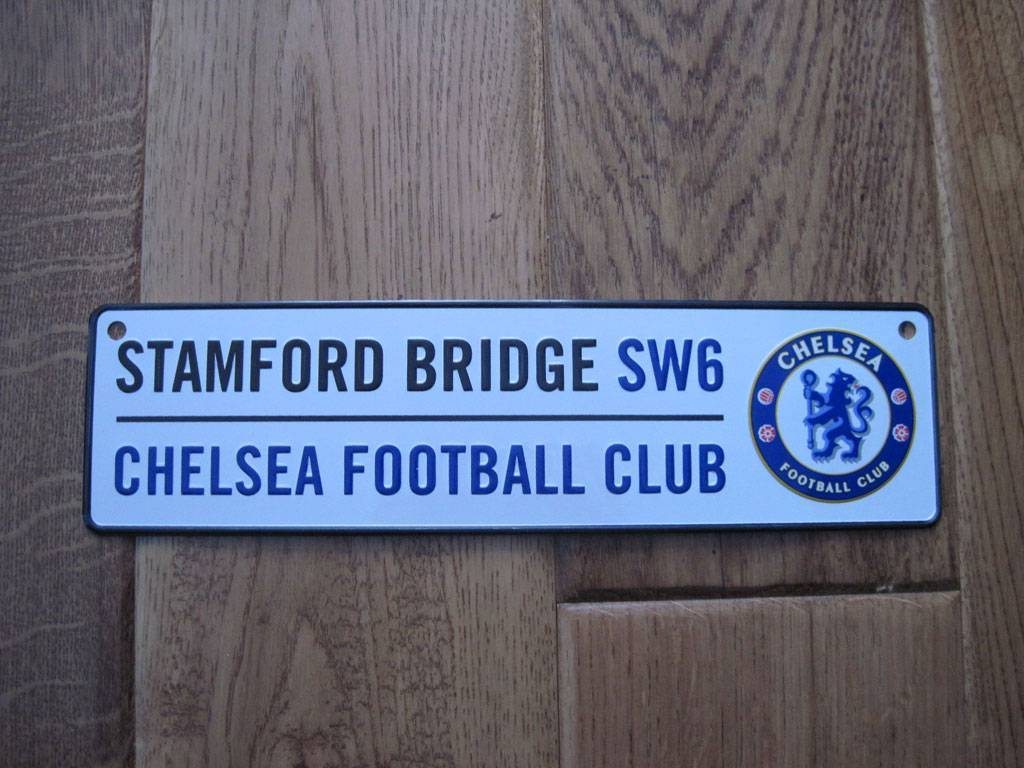 STAMFORD BRIDGE SW6
CHELSEA FOOTBALL CLUB
CHELSEA
FOOTBALL CLUB